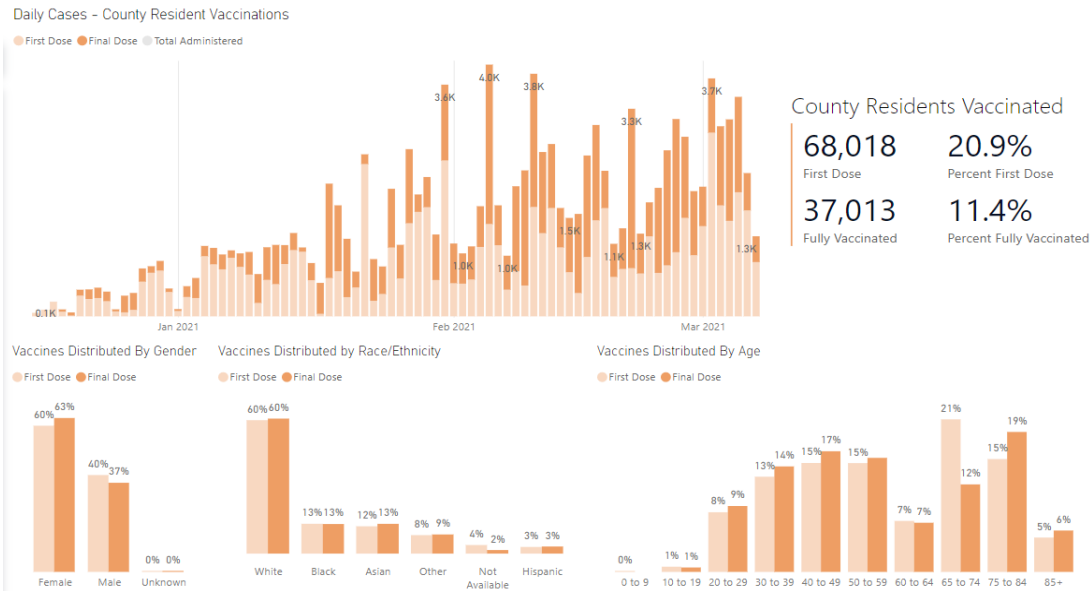 Daily Cases - County Resident Vaccinations
First Dose Final Dose Total Administered
0.1K
3.6K
1.0K
4.0K
1.0K
3.8K
1.5K
1.1K
3.3K
1.3K
3.7K
1.3K
Jan 2021 Feb 2021 Mar 2021
County Residents Vaccinated
68,018 20.9%
First Dose Percent First Dose
37,013 11.4%
Fully Vaccinated Percent Fully Vaccinated
Vaccines Distributed By Gender
First Dose Final Dose
60% 63%
40% 37%
0% 0%
Female Male Unknown
Vaccines Distributed by Race/Ethnicity
First Dose Final Dose
60% 60%
13% 13%
12% 13%
8% 9%
4% 2%
3% 3%
White Black Asian Other Not Hispanic
Available
Vaccines Distributed By Age
First Dose Final Dose
0%
1% 1%
8% 9%
13% 14%
15% 17%
15%
7% 7%
21% 12%
15% 19%
5% 6%
0 to 9 10 to 19 20 to 29 30 to 39 40 to 49 50 to 59 60 to 64 65 to 74 75 to 84 85+